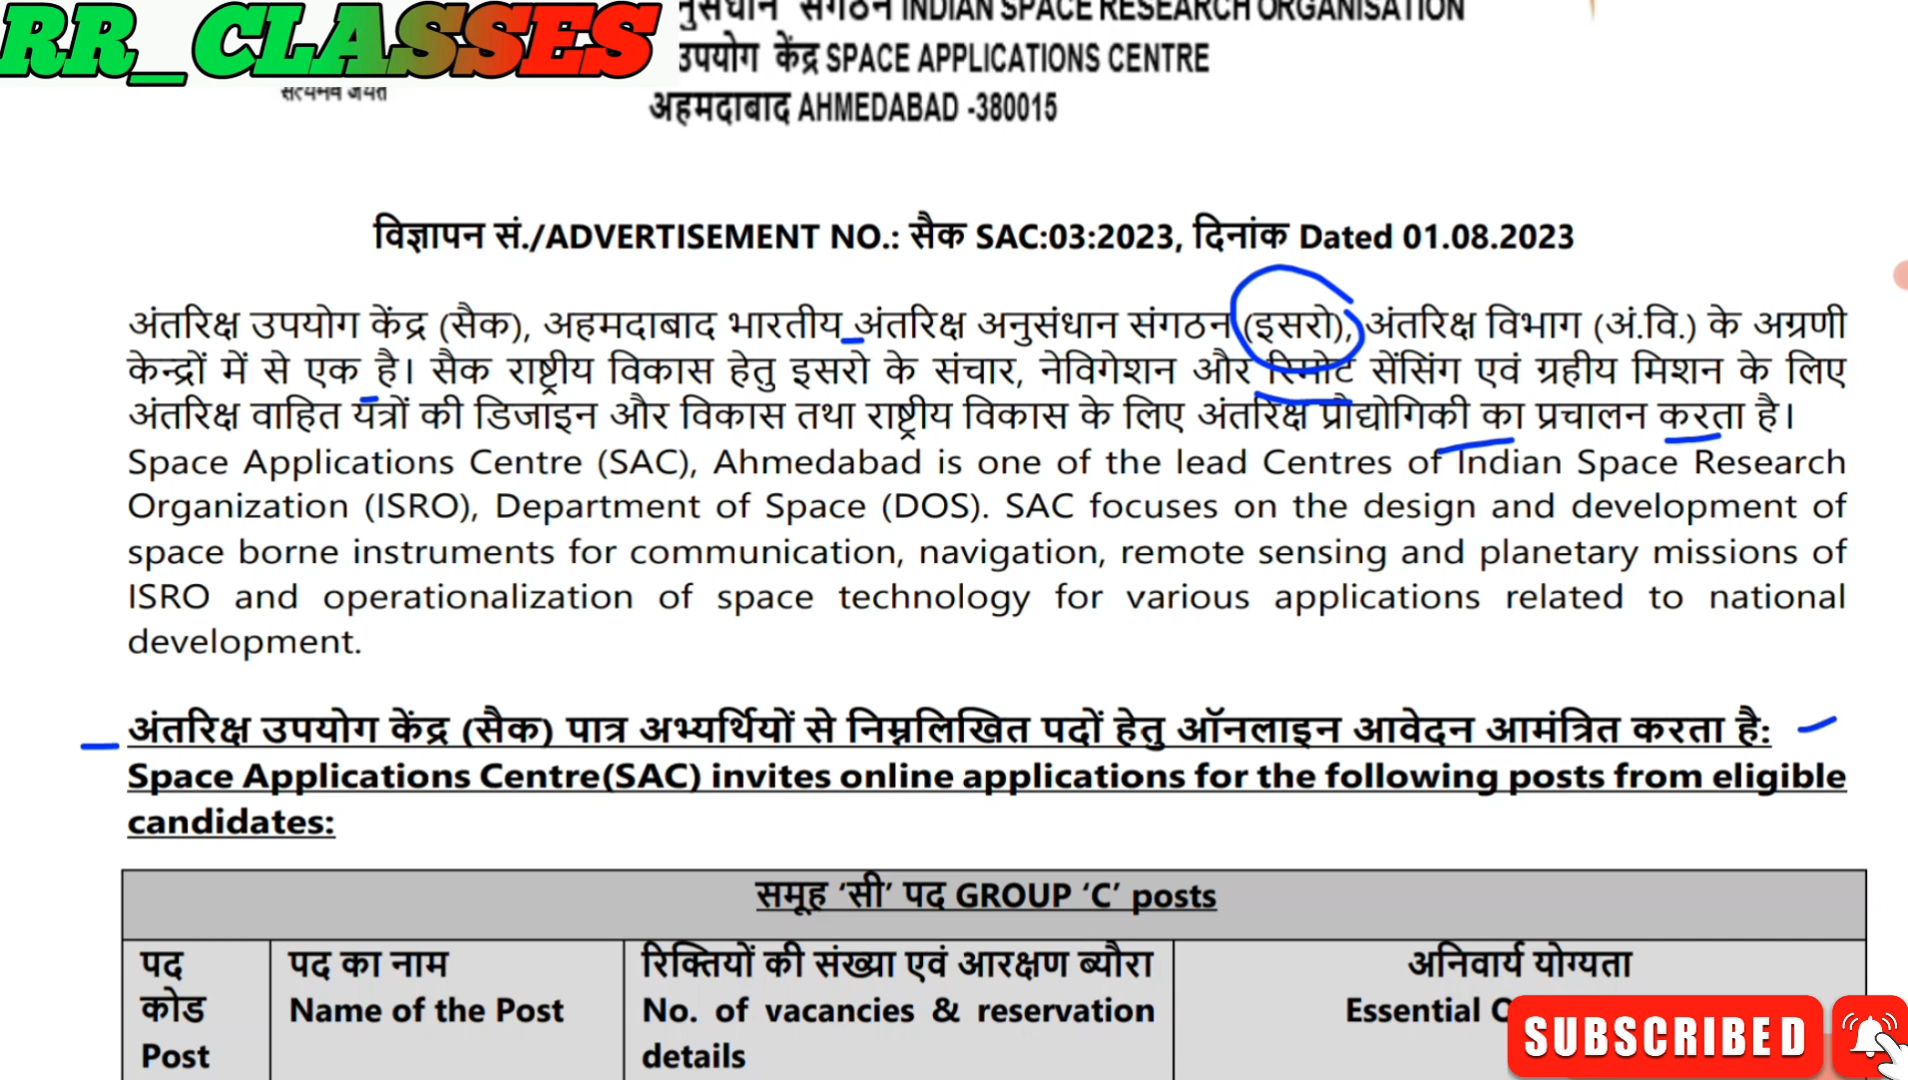 RR_CLASSES
संगठन INDIAN SPACE RESEARCH ORGANISATION
उपयोग केंद्र SPACE APPLICATIONS CENTRE
सत्यमेव जयते
अहमदाबाद AHMEDABAD -380015
विज्ञापन सं./ADVERTISEMENT NO.: सैक SAC:03:2023, दिनांक Dated 01.08.2023
अंतरिक्ष उपयोग केंद्र (सैक), अहमदाबाद भारतीय अंतरिक्ष अनुसंधान संगठन (इसरो), अंतरिक्ष विभाग (अं.वि.) के अग्रणी
केन्द्रों में से एक है। सैक राष्ट्रीय विकास हेतु इसरो के संचार, नेविगेशन और रिमोट सेंसिंग एवं ग्रहीय मिशन के लिए
अंतरिक्ष वाहित यंत्रों की डिजाइन और विकास तथा राष्ट्रीय विकास के लिए अंतरिक्ष प्रौद्योगिकी का प्रचालन करता है।
Space Applications Centre (SAC), Ahmedabad is one of the lead Centres of Indian Space Research
Organization (ISRO), Department of Space (DOS). SAC focuses on the design and development of
space borne instruments for communication, navigation, remote sensing and planetary missions of
ISRO and operationalization of space technology for various applications related to national
development.
अंतरिक्ष उपयोग केंद्र (सैक) पात्र अभ्यर्थियों से निम्नलिखित पदों हेतु ऑनलाइन आवेदन आमंत्रित करता है:
Space Applications Centre(SAC) invites online applications for the following posts from eligible
candidates:
समूह ‘सी’ पद GROUP ‘C’ posts
पद
कोड
Post
पद का नाम
Name of the Post
रिक्तियों की संख्या एवं आरक्षण ब्यौरा
No. of vacancies & reservation
details
अनिवार्य योग्यता
Essential
SUBSCRIBED